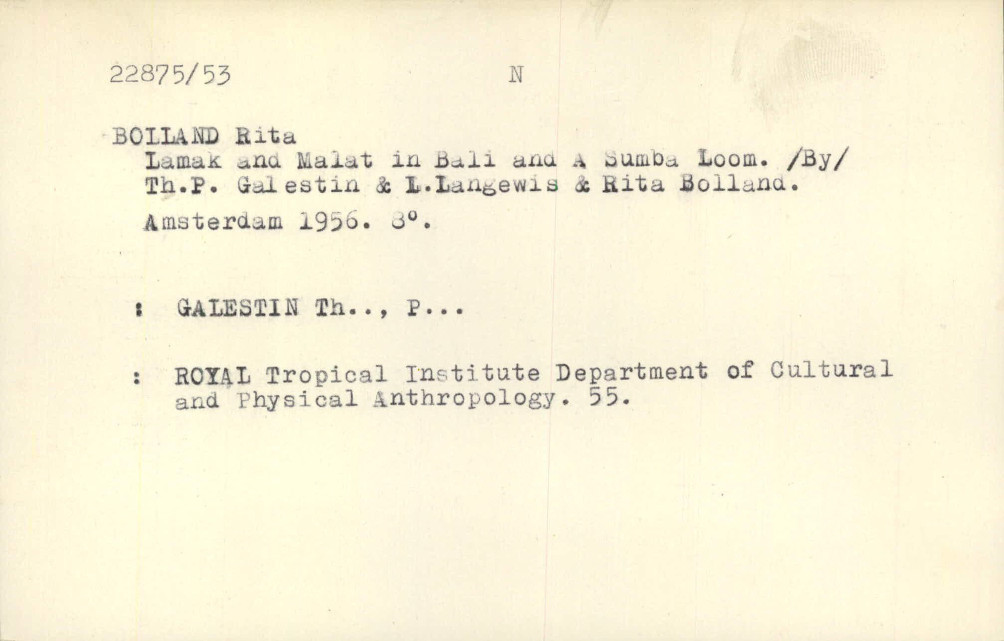 22875/53 N
BOLLAND Rita
Lamak and Malat in Bali and A Sumba Loom. /By/
Th.P. Galestin & L.Langewis & Rita Bolland.
Amsterdam 1956. 8°.
: GALESTIN Th.., P...
: ROYAL Tropical Institute Department of Cultural
and Physical Anthropology. 55.